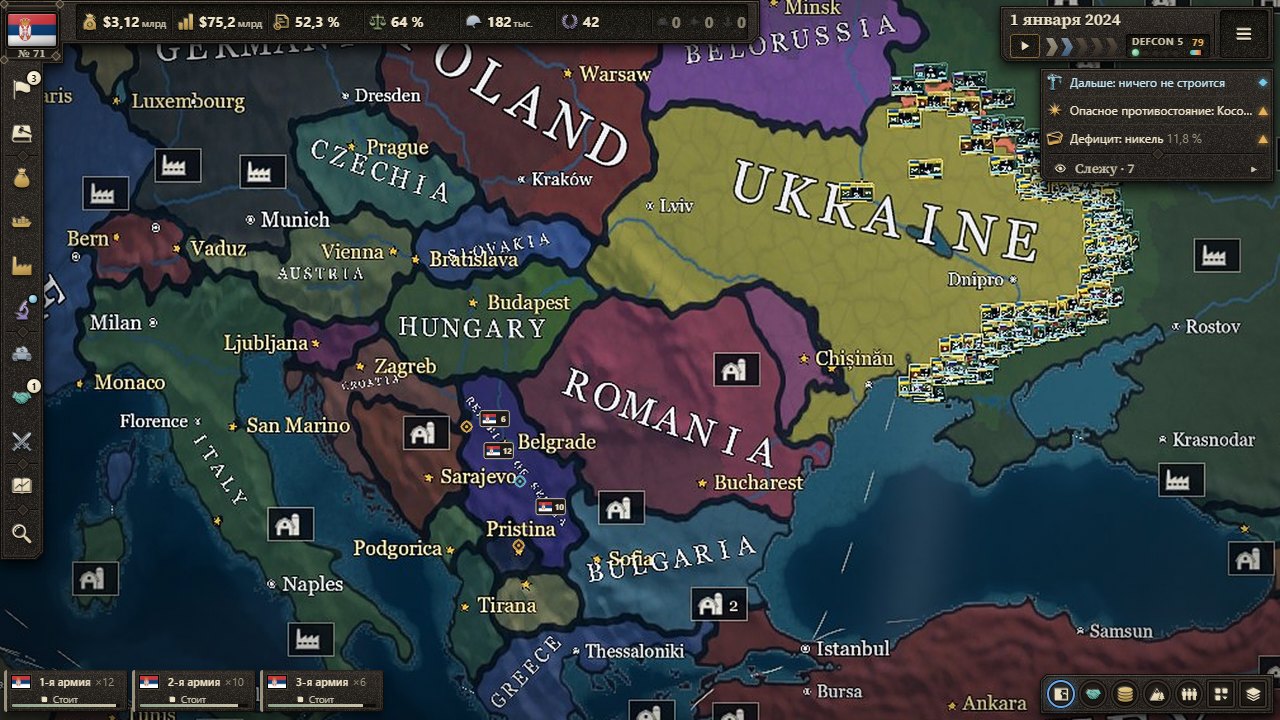 $3,12 млрд
$75,2 млрд
52,3 %
64 %
182 тыс.
42
0
0
0
№ 71
1 января 2024
DEFCON 5 79
Дальше: ничего не строится
Опасное противостояние: Косо...
Дефицит: никель 11,8 %
Слежу · 7
3
1
Minsk
BELORUSSIA
GERMAN
POLAND
Warsaw
aris
Luxembourg
Dresden
Prague
CZECHIA
Kraków
UKRAINE
Lviv
Munich
Bern
Vaduz
Vienna
AUSTRIA
SLOVAKIA
Bratislava
Dnipro
Budapest
HUNGARY
Milan
Ljubljana
Rostov
Zagreb
CROATIA
Chișinău
Monaco
ROMANIA
Florence
San Marino
ITALY
6
12
Belgrade
Krasnodar
Sarajevo
Bucharest
10
Pristina
Podgorica
Sofia
BULGARIA
Naples
Tirana
2
Samsun
GREECE
Thessaloniki
Istanbul
Bursa
Ankara
Tunis
1-я армия ×12
Стоит
2-я армия ×10
Стоит
3-я армия ×6
Стоит